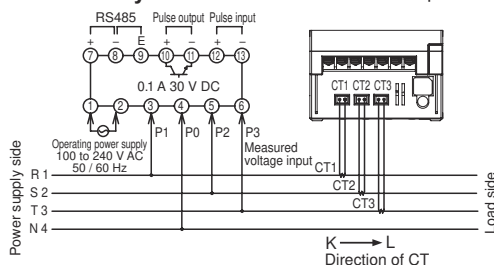 RS485 Pulse output Pulse input
+ − E + − + −
7 8 9 10 11 12 13
0.1 A 30 V DC
CT1 CT2 CT3
1 2 3 4 5 6
P1 P0 P2 P3
Operating power supply
100 to 240 V AC
50 / 60 Hz
Measured
voltage input
CT1
CT2
CT3
Power supply side
R 1
S 2
T 3
N 4
Load side
K L
Direction of CT